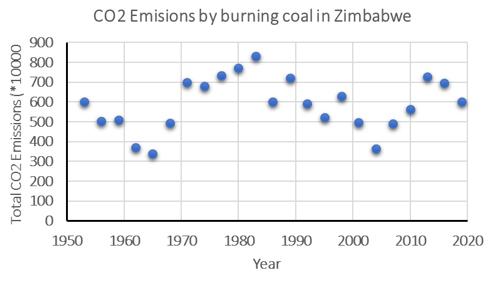 CO2 Emisions by burning coal in Zimbabwe
Total CO2 Emissions (*10000
900
800
700
600
500
400
300
200
100
0
1950 1960 1970 1980 1990 2000 2010 2020
Year